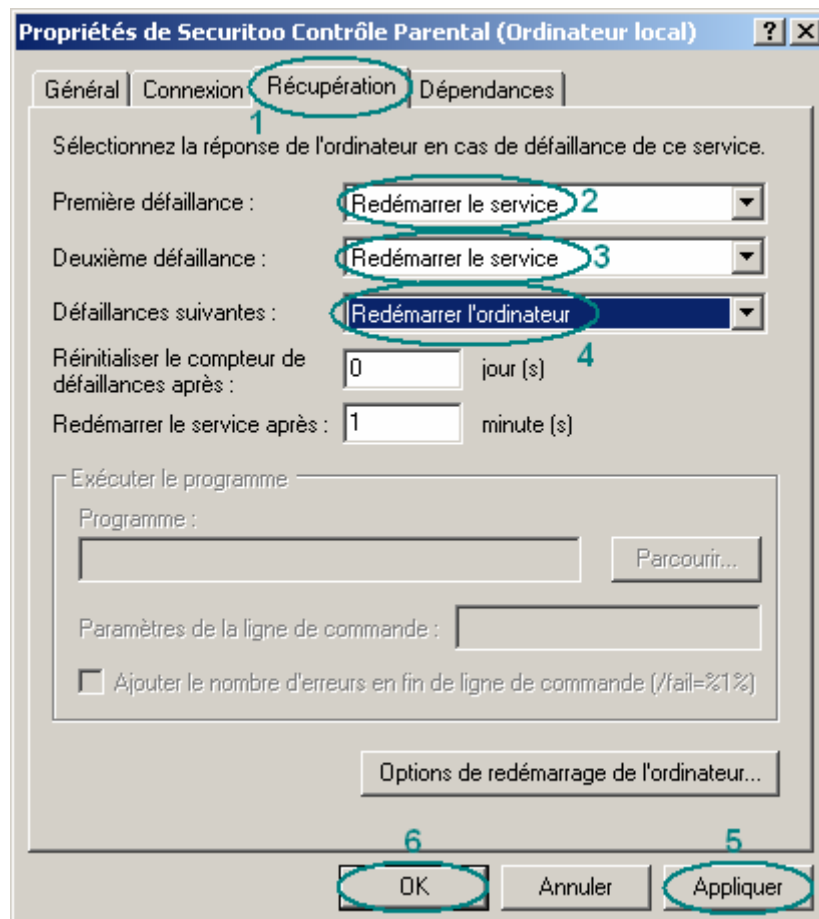 Propriétés de Securitoo Contrôle Parental (Ordinateur local) ? X
Général Connexion Récupération Dépendances
1
Sélectionnez la réponse de l'ordinateur en cas de défaillance de ce service.
Première défaillance : Redémarrer le service 2
Deuxième défaillance : Redémarrer le service 3
Défaillances suivantes : Redémarrer l'ordinateur
4
Réinitialiser le compteur de
défaillances après : 0 jour (s)
Redémarrer le service après : 1 minute (s)
Exécuter le programme
Programme :
Parcourir...
Paramètres de la ligne de commande :
Ajouter le nombre d'erreurs en fin de ligne de commande (/fail=%1%)
Options de redémarrage de l'ordinateur...
6 5
OK Annuler Appliquer